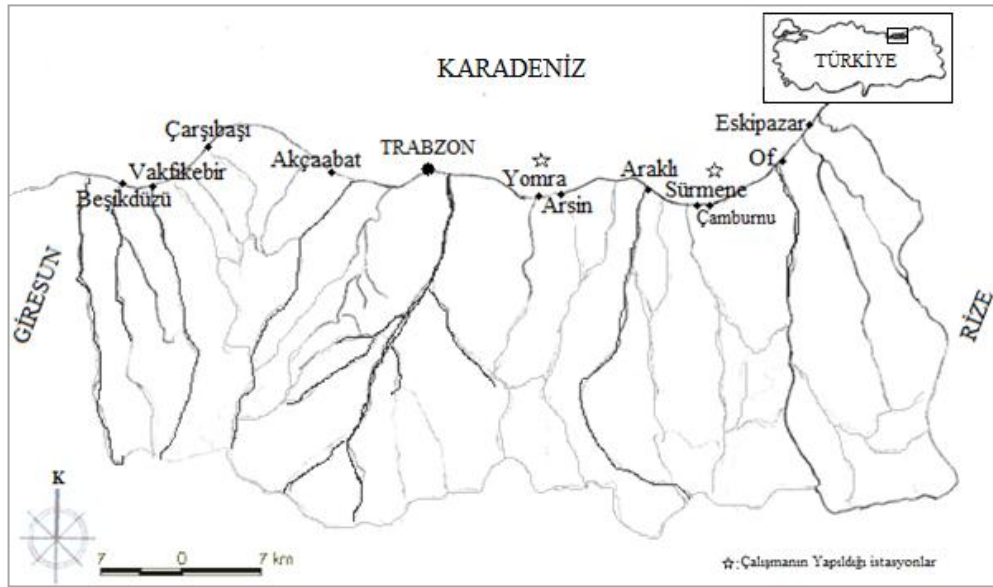 TÜRKİYE
KARADENİZ
Eskipazar
Çarşıbaşı
Akçaabat
TRABZON
Of
Vakfıkebir
Beşikdüzü
Yomra
Arsin
Araklı
Sürmene
Çamburnu
GİRESUN
RİZE
K
7 0 7 km
☆:Çalışmanın Yapıldığı istasyonlar